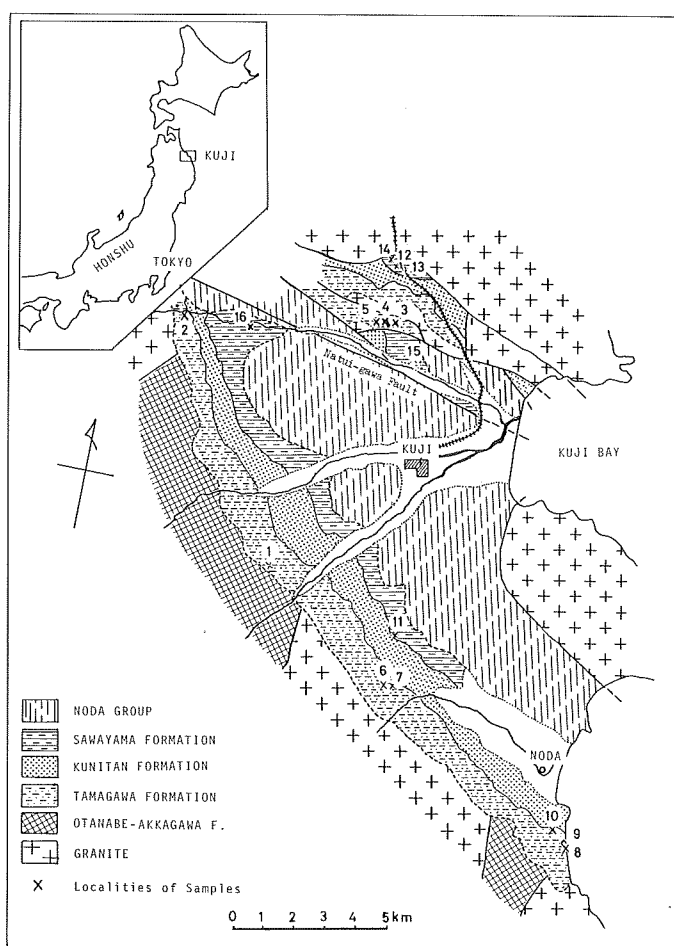 KUJI
HONSHU
TOKYO
14 12
13
5 4 3
2
16
15
Natui-gawa Fault
KUJI
KUJI BAY
1
11
6 7
NODA
10
9
8
NODA GROUP
SAWAYAMA FORMATION
KUNITAN FORMATION
TAMAGAWA FORMATION
OTANABE-AKKAGAWA F.
GRANITE
X Localities of Samples
0 1 2 3 4 5km